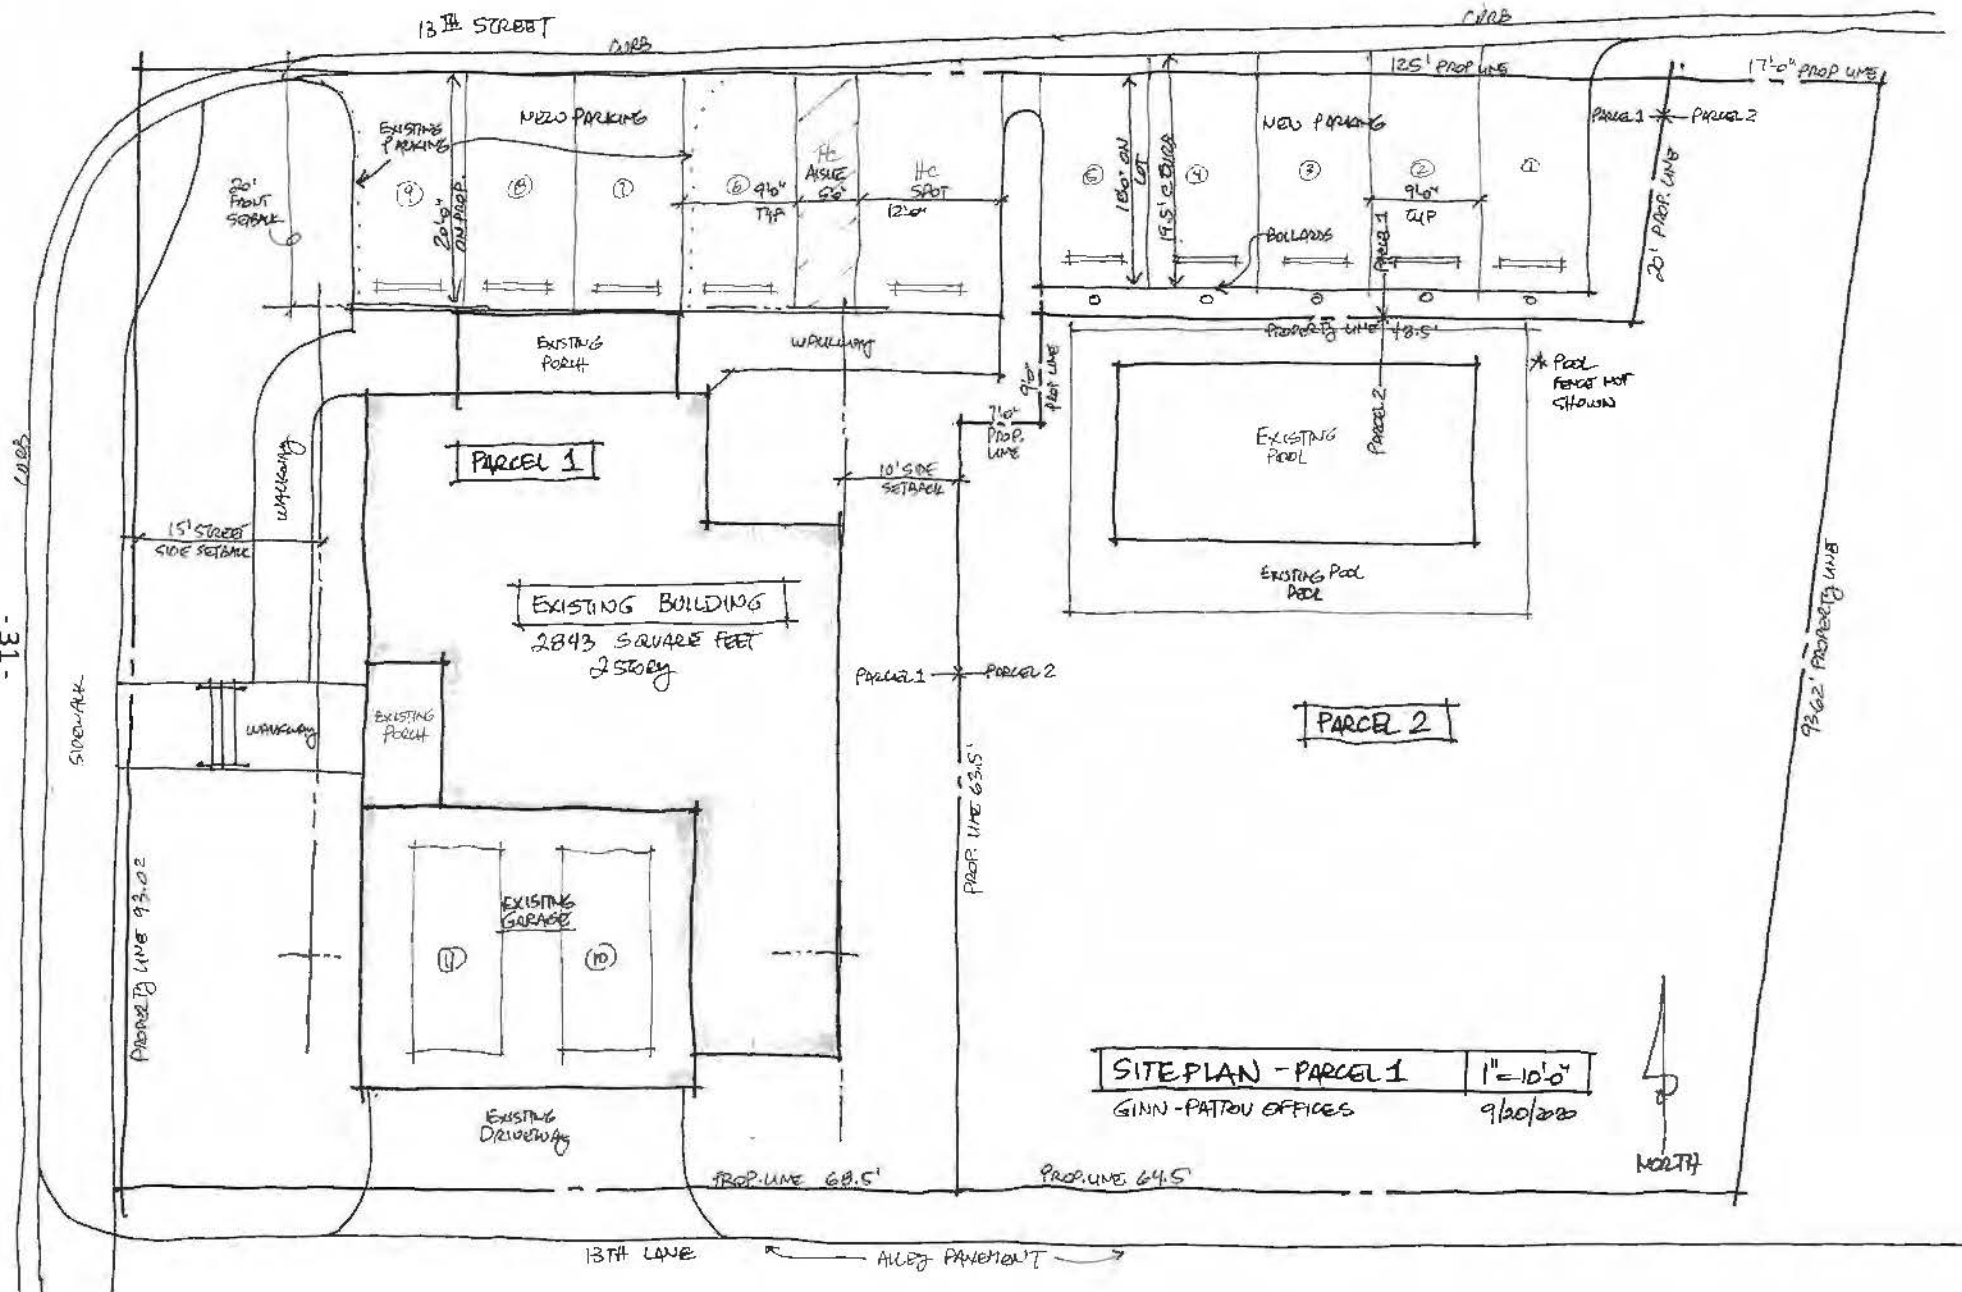 13TH STREET
CURB
CURB
125' PROP LINE
17'-0" PROP LINE
EXISTING
PARKING
NEW PARKING
NEW PARKING
PARCEL 1
PARCEL 2
20'
FRONT
SETBACK
9
20'-0"
ON PROP.
8
7
6
9'-0"
TYP
HC
AISLE
5'-0"
HC
SPOT
12'-0"
5
18'-0" ON
LOT
19.5' C CURB
4
3
2
9'-0"
TYP
1
BOLLARDS
PARCEL 1
PARCEL 2
20' PROP. LINE
EXISTING
PORCH
WALKWAY
9'-0"
PROP LINE
PROPERTY LINE 48.5'
* POOL
FENCE NOT
SHOWN
7'-0"
PROP.
LINE
EXISTING
POOL
PARCEL 1
10' SIDE
SETBACK
CURB
WALKWAY
15' STREET
SIDE SETBACK
EXISTING POOL
EXISTING BUILDING
2843 SQUARE FEET
2 STORY
93.62' PROPERTY LINE
- 31 -
PARCEL 1
PARCEL 2
SIDEWALK
WALKWAY
EXISTING
PORCH
PARCEL 2
PROP. LINE 63.5'
PROPERTY LINE 93.02
EXISTING
GARAGE
11
10
SITE PLAN - PARCEL 1
1"=10'-0"
GINN-PATTON OFFICES
9/20/2020
EXISTING
DRIVEWAY
NORTH
PROP. LINE 68.5'
PROP. LINE 64.5'
13TH LANE
ALLEY PAVEMENT